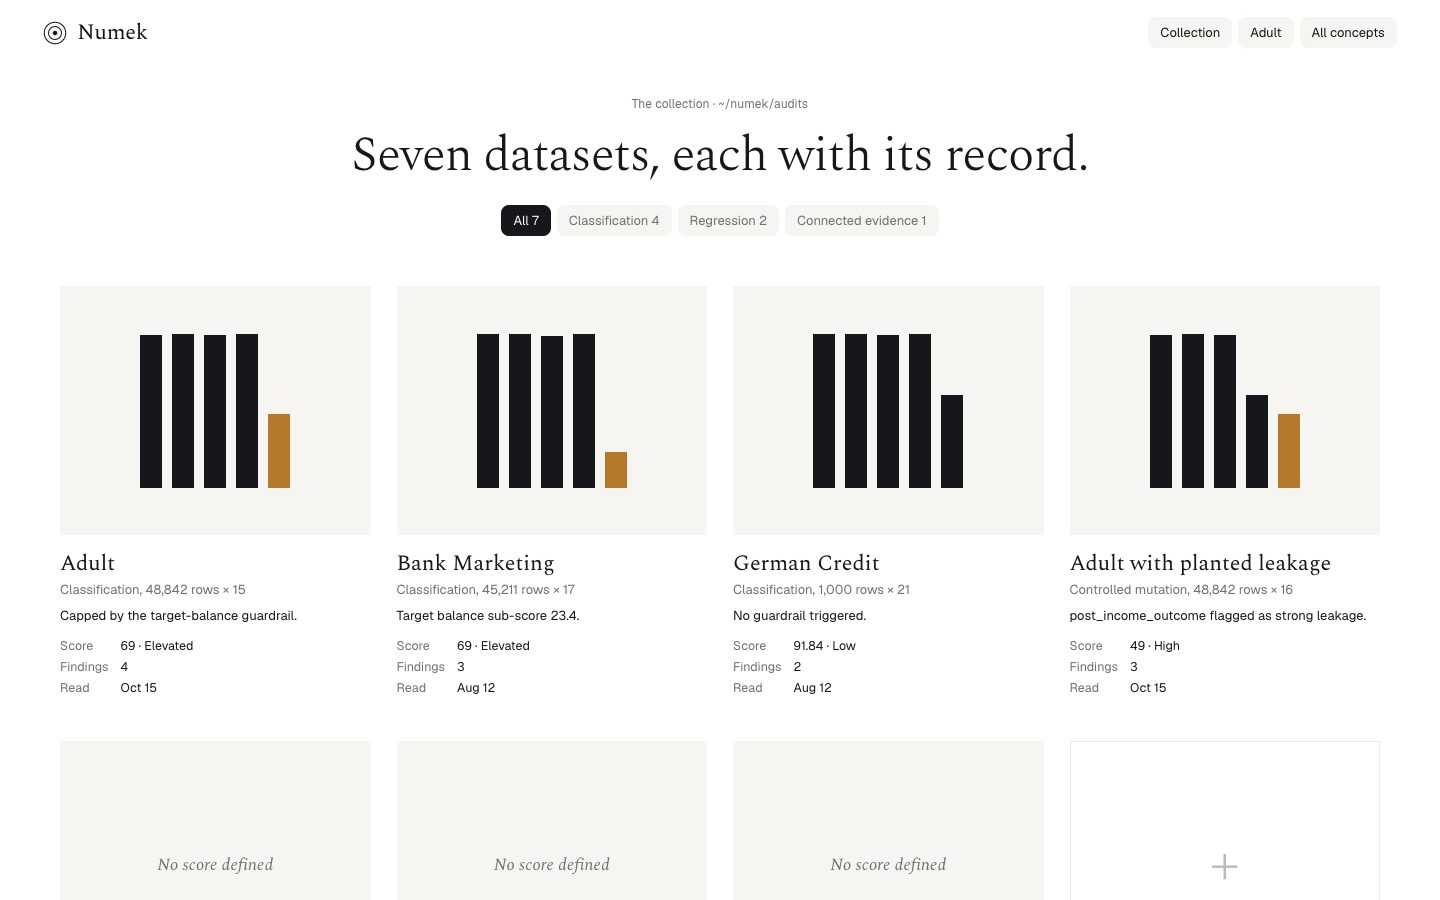 Numek
Collection
Adult
All concepts
The collection · ~/numek/audits
Seven datasets, each with its record.
All 7
Classification 4
Regression 2
Connected evidence 1
Adult
Classification, 48,842 rows × 15
Capped by the target-balance guardrail.
Score 69 · Elevated
Findings 4
Read Oct 15
Bank Marketing
Classification, 45,211 rows × 17
Target balance sub-score 23.4.
Score 69 · Elevated
Findings 3
Read Aug 12
German Credit
Classification, 1,000 rows × 21
No guardrail triggered.
Score 91.84 · Low
Findings 2
Read Aug 12
Adult with planted leakage
Controlled mutation, 48,842 rows × 16
post_income_outcome flagged as strong leakage.
Score 49 · High
Findings 3
Read Oct 15
No score defined
No score defined
No score defined
+